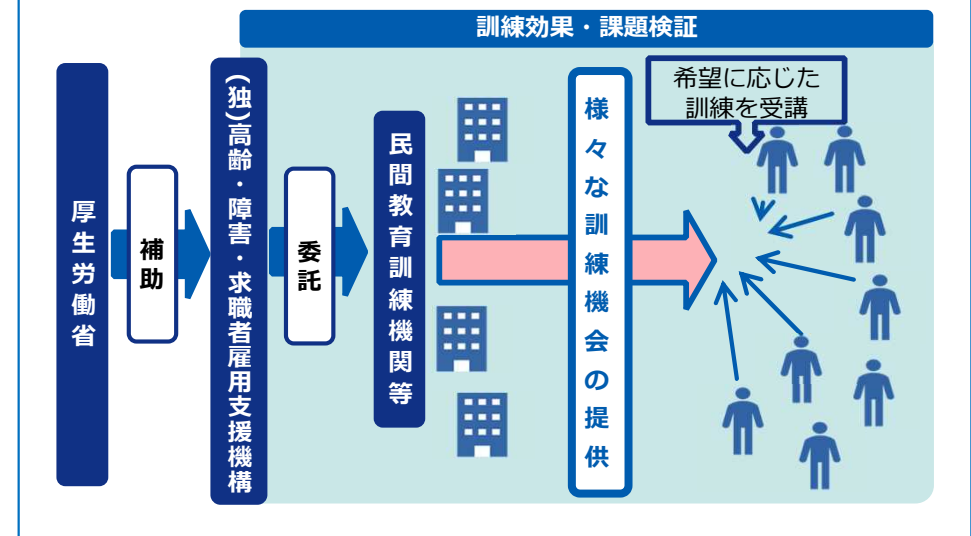 訓練効果・課題検証
厚生労働省
補助
(独)高齢・障害・求職者雇用支援機構
委託
民間教育訓練機関等
様々な訓練機会の提供
希望に応じた
訓練を受講